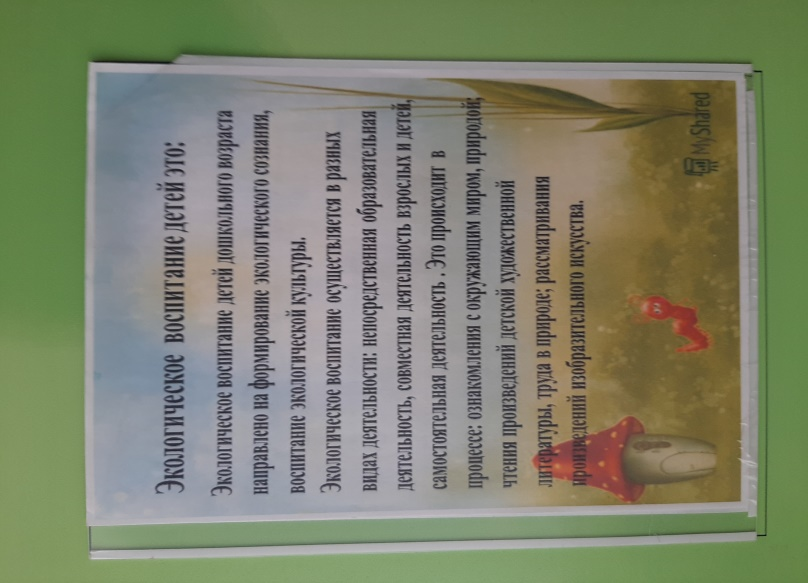 Экологическое воспитание детей это:
Экологическое воспитание детей дошкольного возраста
направлено на формирование экологического сознания,
воспитание экологической культуры.
Экологическое воспитание осуществляется в разных
видах деятельности: непосредственная образовательная
деятельность, совместная деятельность взрослых и детей,
самостоятельная деятельность . Это происходит в
процессе: ознакомления с окружающим миром, природой;
чтения произведений детской художественной
литературы, труда в природе; рассматривания
произведений изобразительного искусства.
MyShared